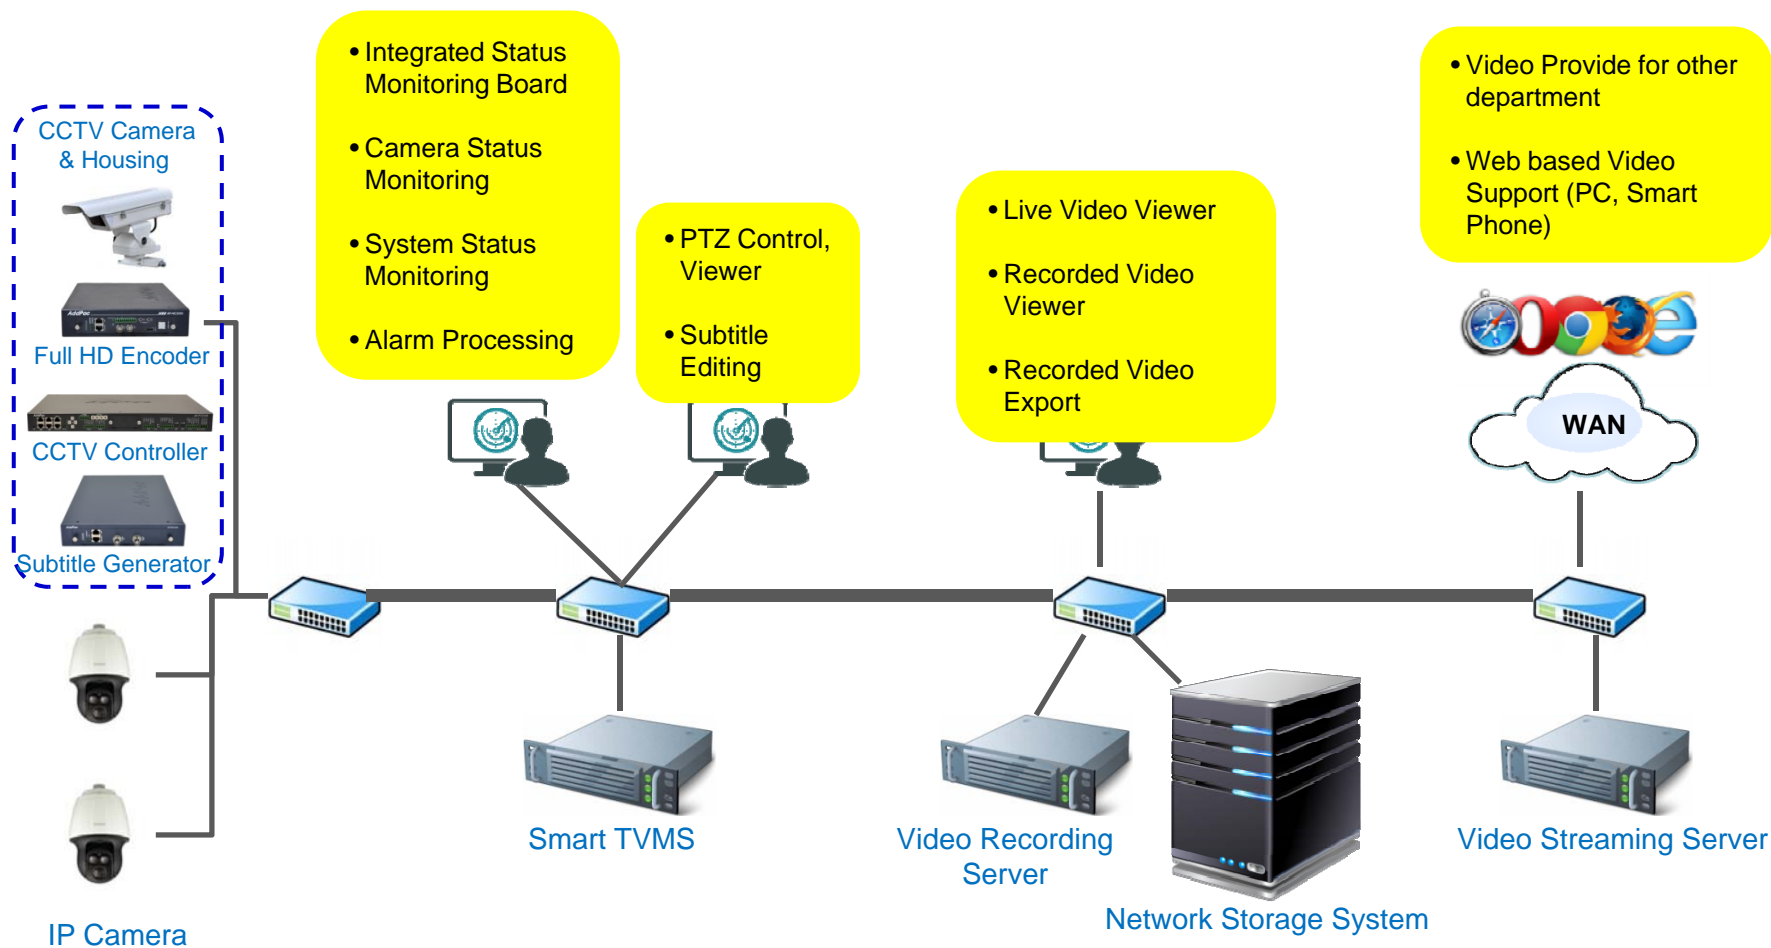 • Integrated Status
Monitoring Board
• Camera Status
Monitoring
• System Status
Monitoring
• Alarm Processing
• PTZ Control,
Viewer
• Subtitle
Editing
• Live Video Viewer
• Recorded Video
Viewer
• Recorded Video
Export
• Video Provide for other
department
• Web based Video
Support (PC, Smart
Phone)
CCTV Camera
& Housing
AddPac
Full HD Encoder
CCTV Controller
Subtitle Generator
IP Camera
WAN
Smart TVMS
Video Recording
Server
Network Storage System
Video Streaming Server